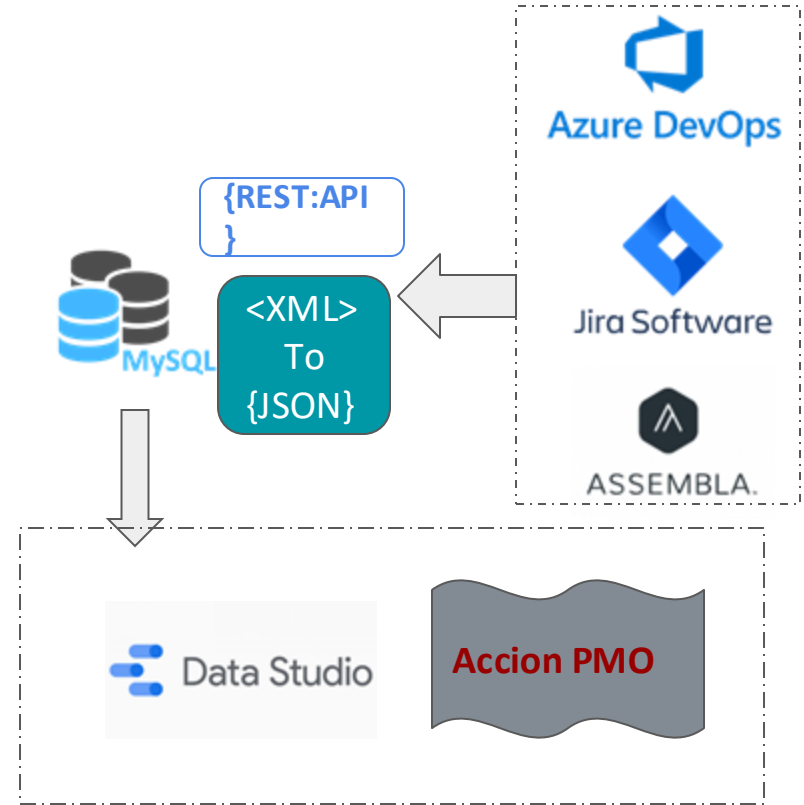 Azure DevOps
{REST:API
}
Jira Software
<XML>
To
{JSON}
MySQL
ASSEMBLA.
Data Studio
Accion PMO